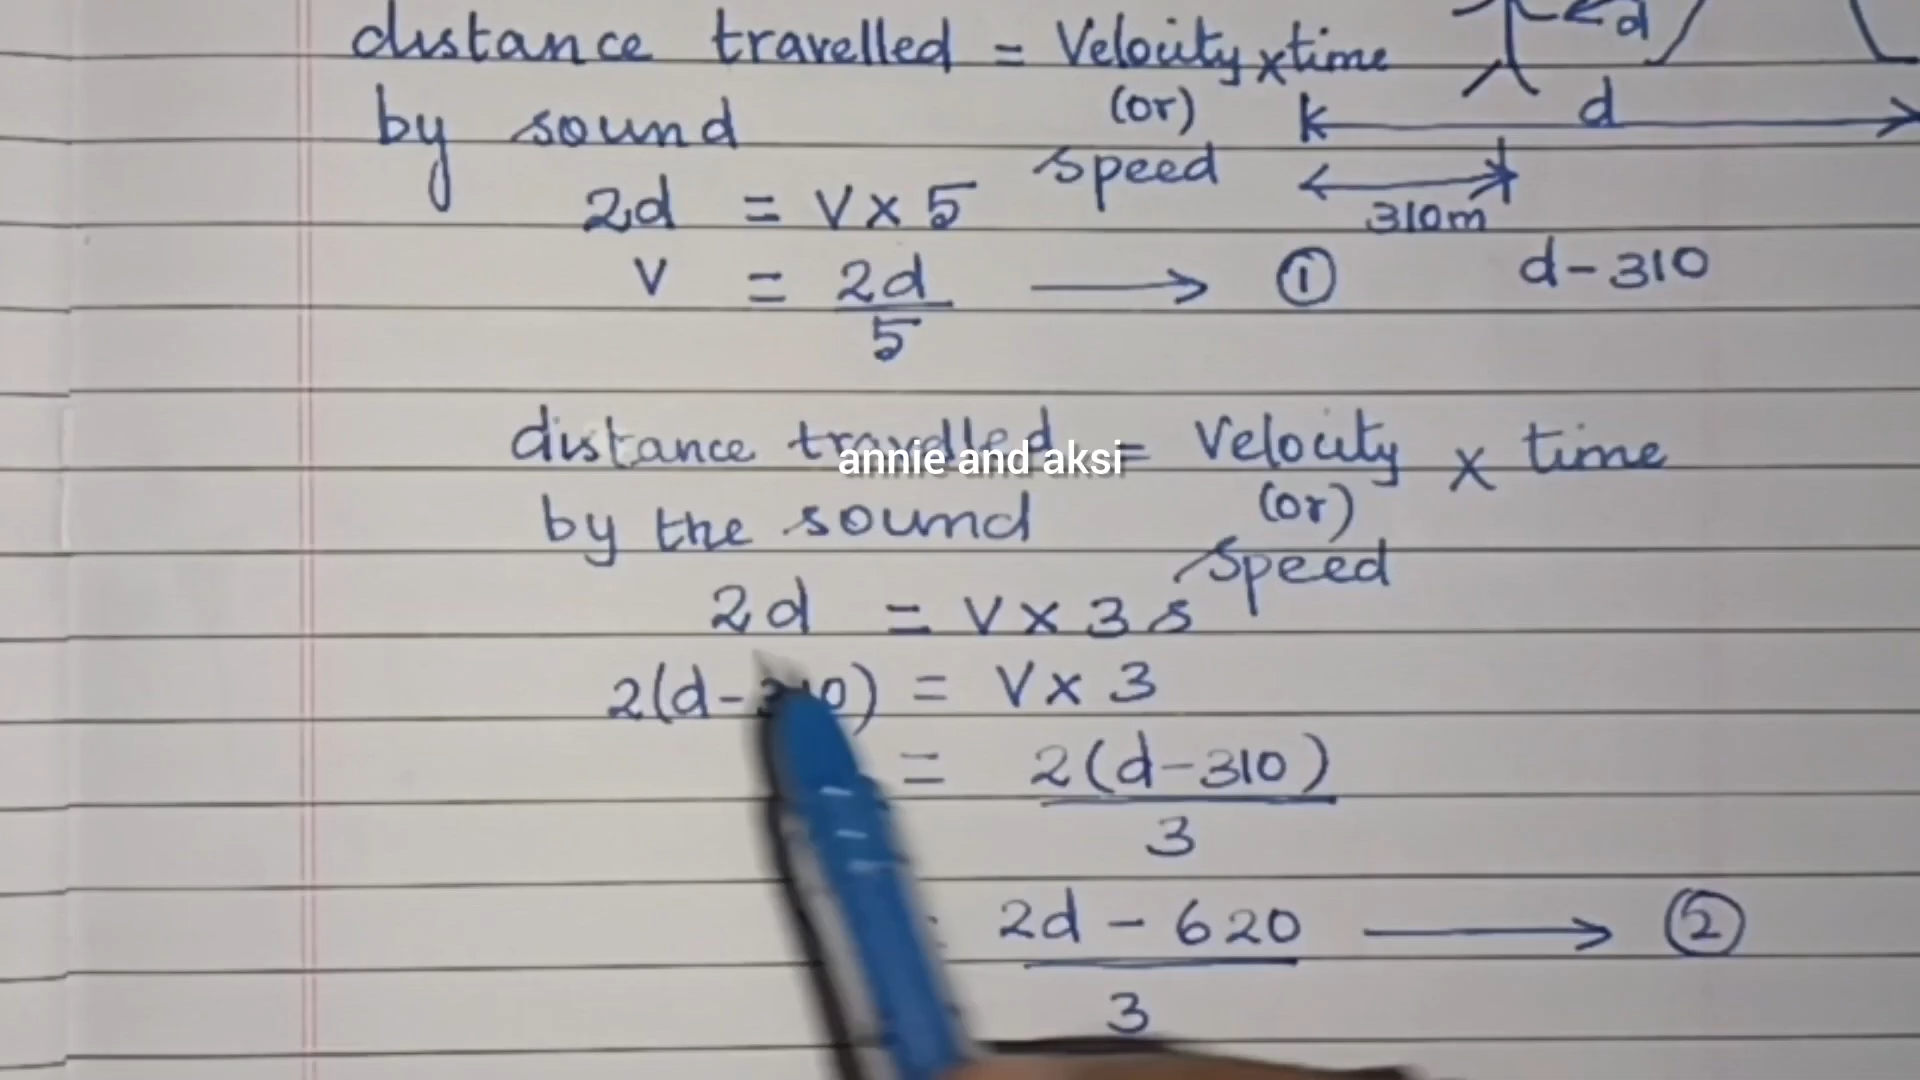 distance travelled = Velocity x time
by sound (or) speed
d
k d
310m
2d = V x 5
V = 2d / 5 → ① d - 310
distance travelled = Velocity x time
annie and aksi
by the sound (or) speed
2d = V x 3 s
2(d-310) = V x 3
= 2(d-310) / 3
2d - 620 / 3 → ②